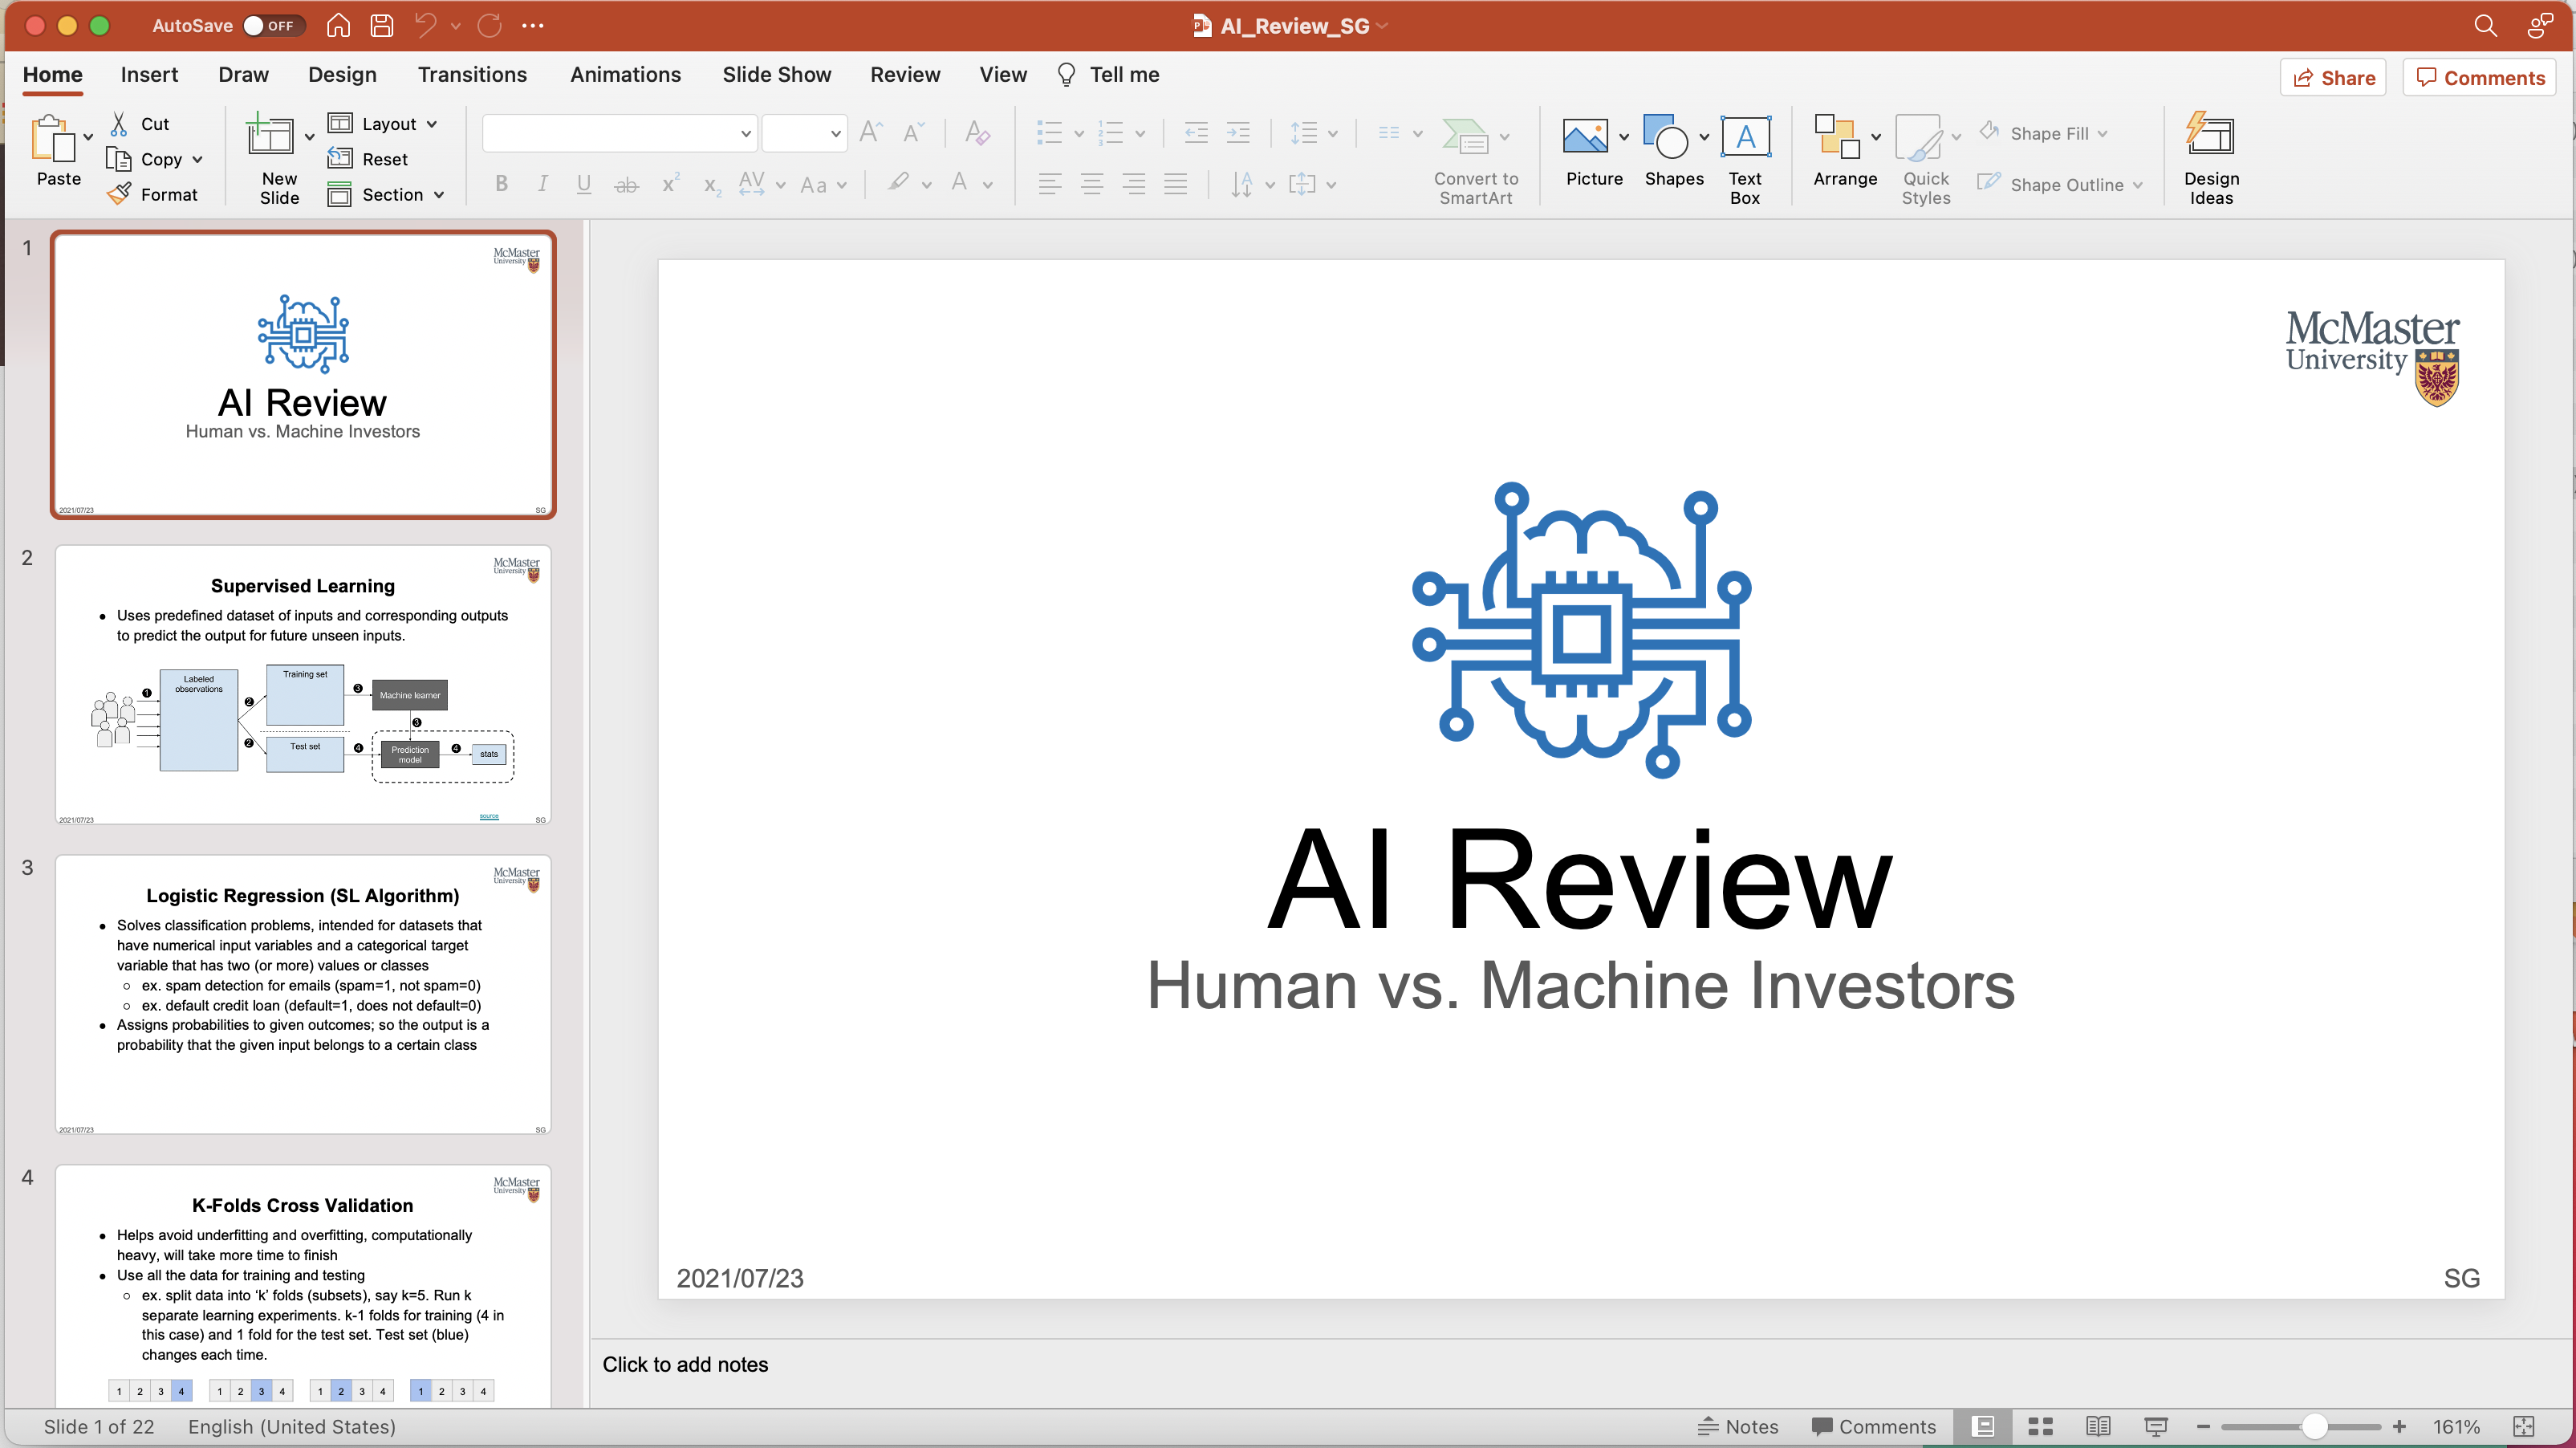 AutoSave OFF
AI_Review_SG
Home Insert Draw Design Transitions Animations Slide Show Review View Tell me
Share Comments
Paste
Cut
Copy
Format
New
Slide
Layout
Reset
Section
B I U ab x² x₂ AV Aa A
Convert to
SmartArt
Picture
Shapes
Text
Box
Arrange
Quick
Styles
Shape Fill
Shape Outline
Design
Ideas
1
McMaster
University
AI Review
Human vs. Machine Investors
2021/07/23
SG
2
McMaster
University
Supervised Learning
● Uses predefined dataset of inputs and corresponding outputs
to predict the output for future unseen inputs.
Labeled
observations
Training set
Machine learner
Test set
Prediction
model
stats
1
2
2
3
3
4
4
source
2021/07/23
SG
3
McMaster
University
Logistic Regression (SL Algorithm)
● Solves classification problems, intended for datasets that
have numerical input variables and a categorical target
variable that has two (or more) values or classes
○ ex. spam detection for emails (spam=1, not spam=0)
○ ex. default credit loan (default=1, does not default=0)
● Assigns probabilities to given outcomes; so the output is a
probability that the given input belongs to a certain class
2021/07/23
SG
4
McMaster
University
K-Folds Cross Validation
● Helps avoid underfitting and overfitting, computationally
heavy, will take more time to finish
● Use all the data for training and testing
○ ex. split data into ‘k’ folds (subsets), say k=5. Run k
separate learning experiments. k-1 folds for training (4 in
this case) and 1 fold for the test set. Test set (blue)
changes each time.
1 2 3 4 1 2 3 4 1 2 3 4 1 2 3 4
McMaster
University
AI Review
Human vs. Machine Investors
2021/07/23
SG
Click to add notes
Slide 1 of 22 English (United States)
Notes Comments 161%